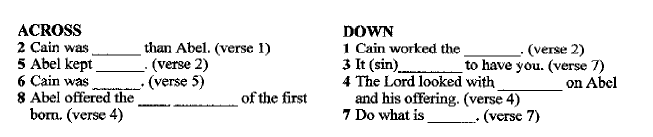 ACROSS
2 Cain was ______ than Abel. (verse 1)
5 Abel kept ______. (verse 2)
6 Cain was ______. (verse 5)
8 Abel offered the ____ ______ of the first
born. (verse 4)
DOWN
1 Cain worked the ______. (verse 2)
3 It (sin)________ to have you. (verse 7)
4 The Lord looked with ________ on Abel
and his offering. (verse 4)
7 Do what is ______. (verse 7)